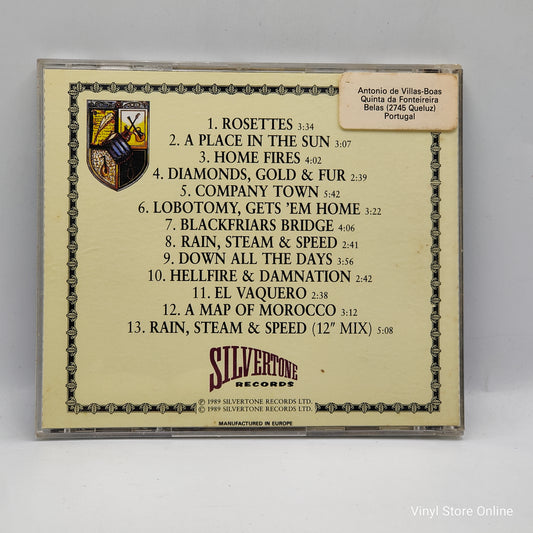 Antonio de Villas-Boas
Quinta da Fonteireira
Belas (2745 Queluz)
Portugal
1. ROSETTES 3:34
2. A PLACE IN THE SUN 3:07
3. HOME FIRES 4:02
4. DIAMONDS, GOLD & FUR 2:39
5. COMPANY TOWN 5:42
6. LOBOTOMY, GETS 'EM HOME 3:22
7. BLACKFRIARS BRIDGE 4:06
8. RAIN, STEAM & SPEED 2:41
9. DOWN ALL THE DAYS 3:56
10. HELLFIRE & DAMNATION 2:42
11. EL VAQUERO 2:38
12. A MAP OF MOROCCO 3:12
13. RAIN, STEAM & SPEED (12" MIX) 5:08
SILVERTONE
RECORDS
℗ 1989 SILVERTONE RECORDS LTD.
© 1989 SILVERTONE RECORDS LTD.
MANUFACTURED IN EUROPE
Vinyl Store Online